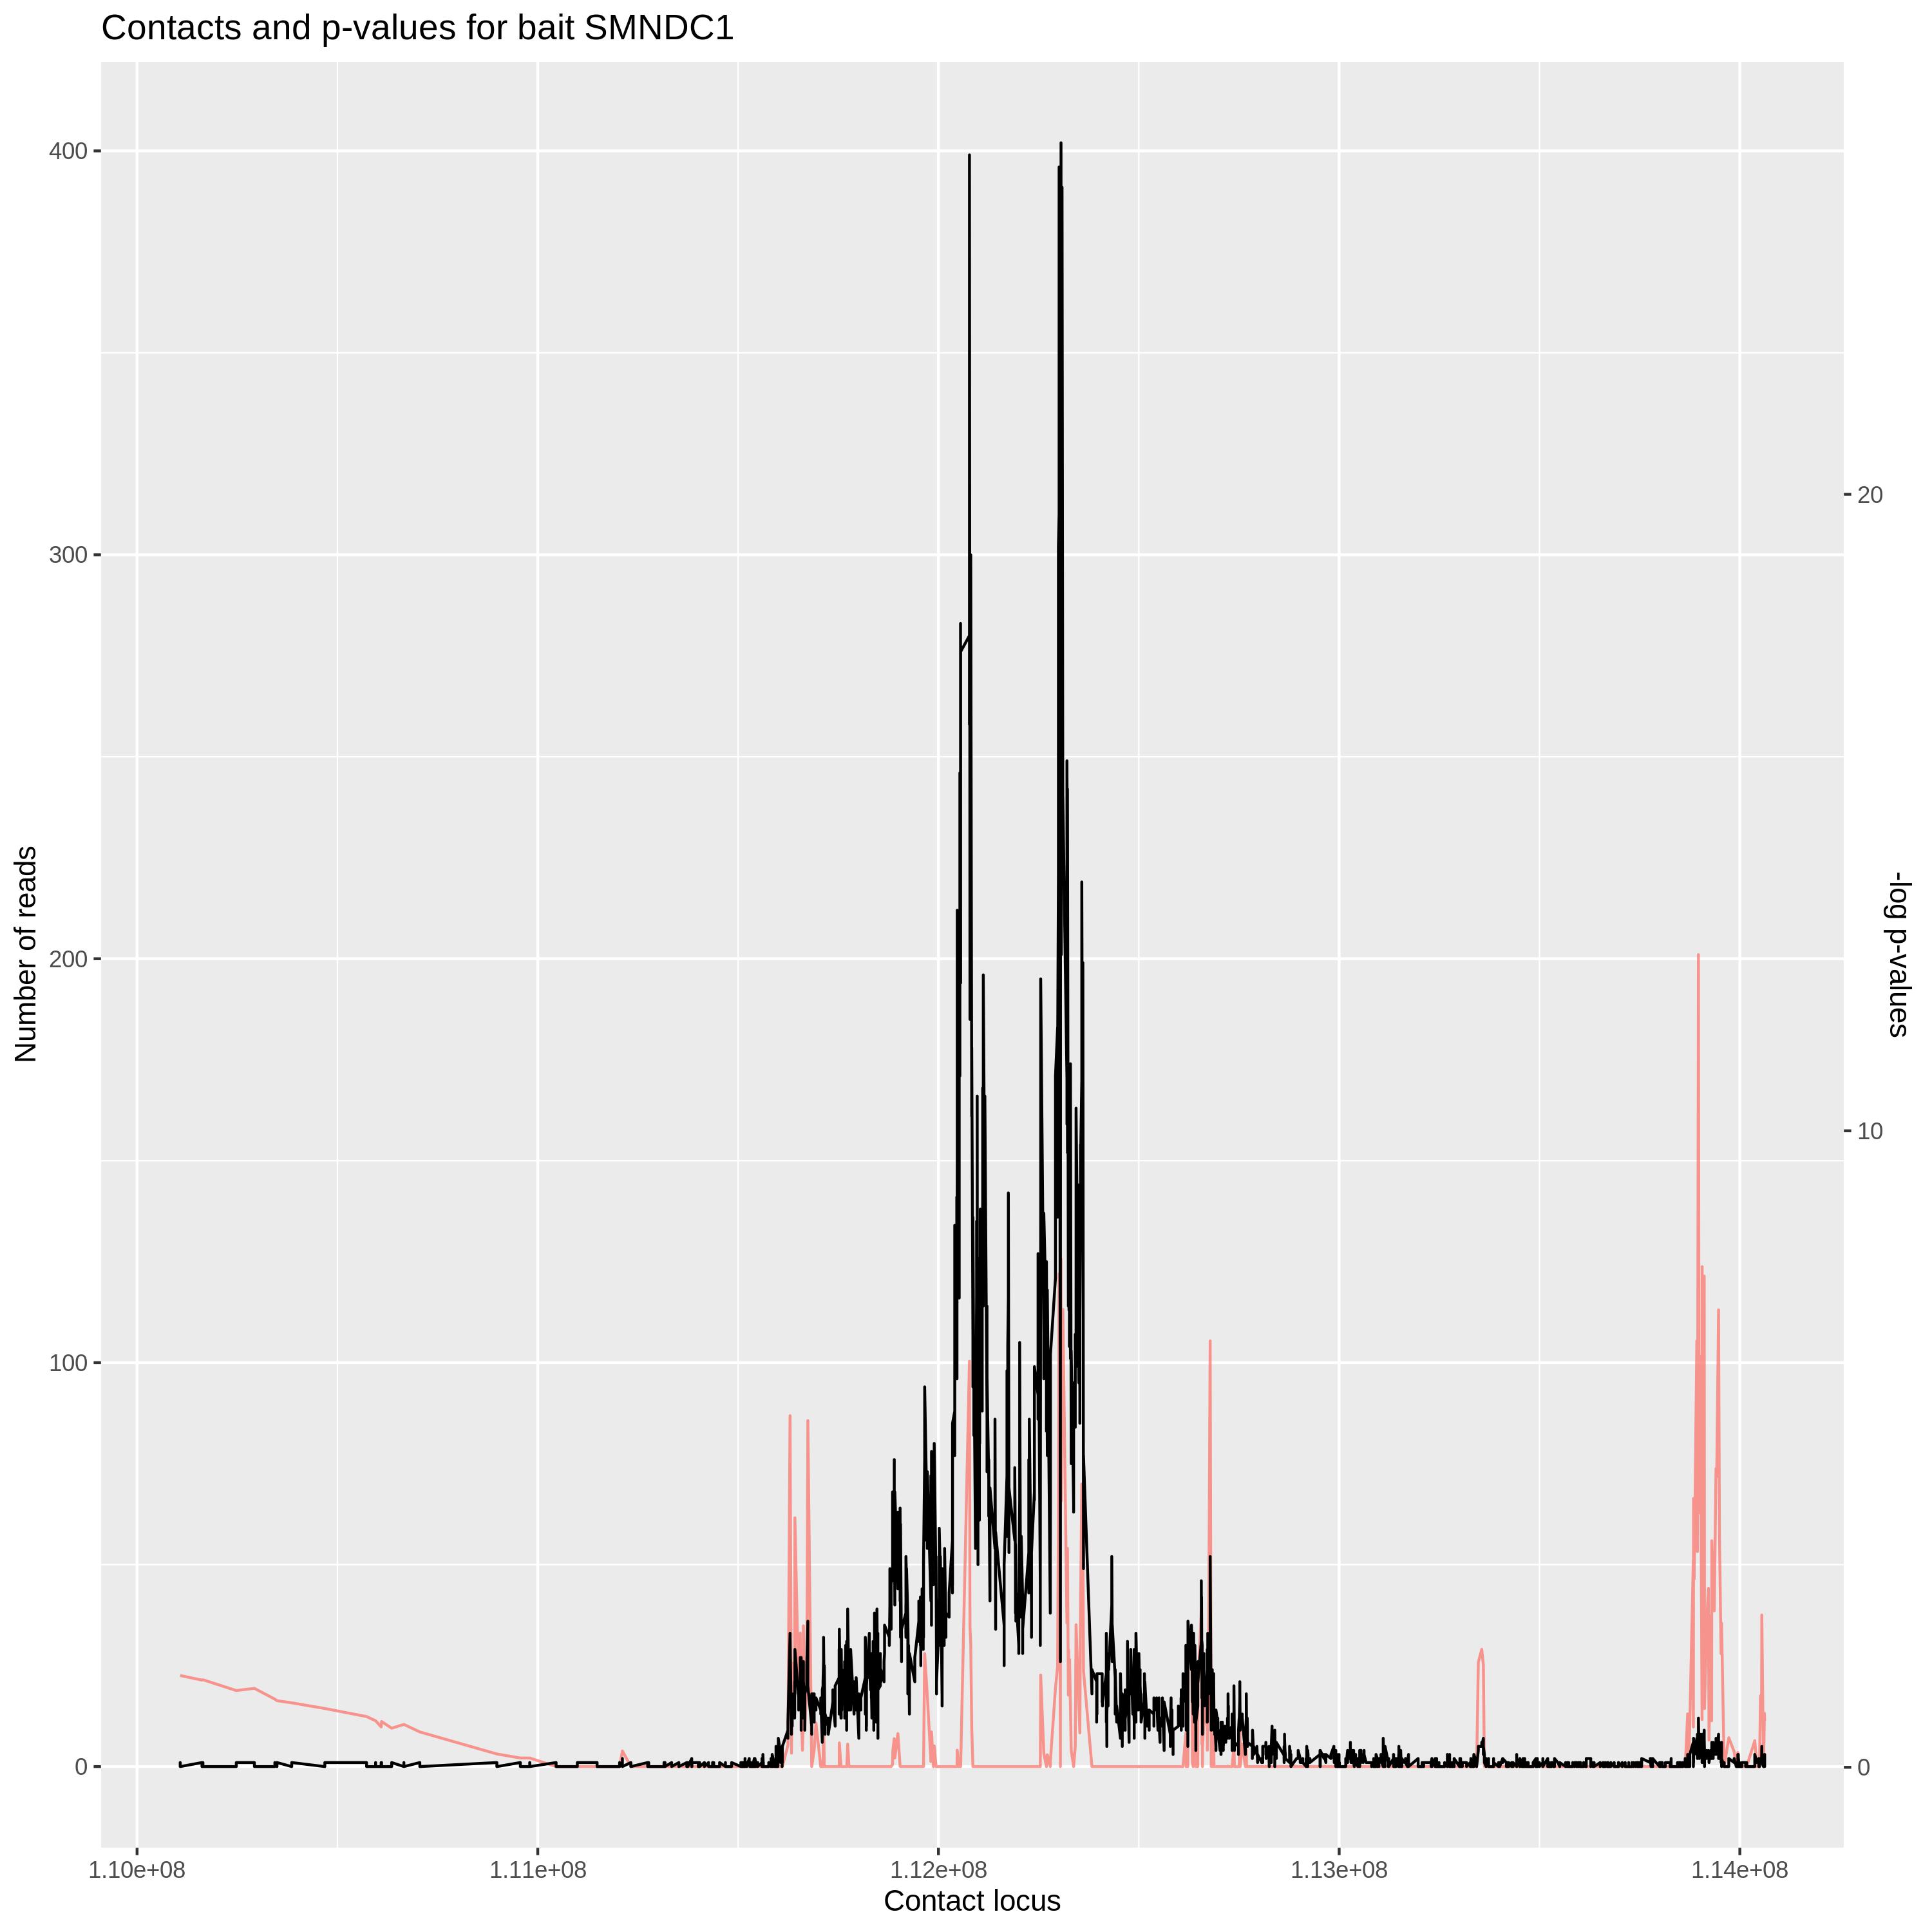 Contacts and p-values for bait SMNDC1
400
300
200
100
0
Number of reads
20
10
0
-log p-values
1.10e+08
1.11e+08
1.12e+08
1.13e+08
1.14e+08
Contact locus